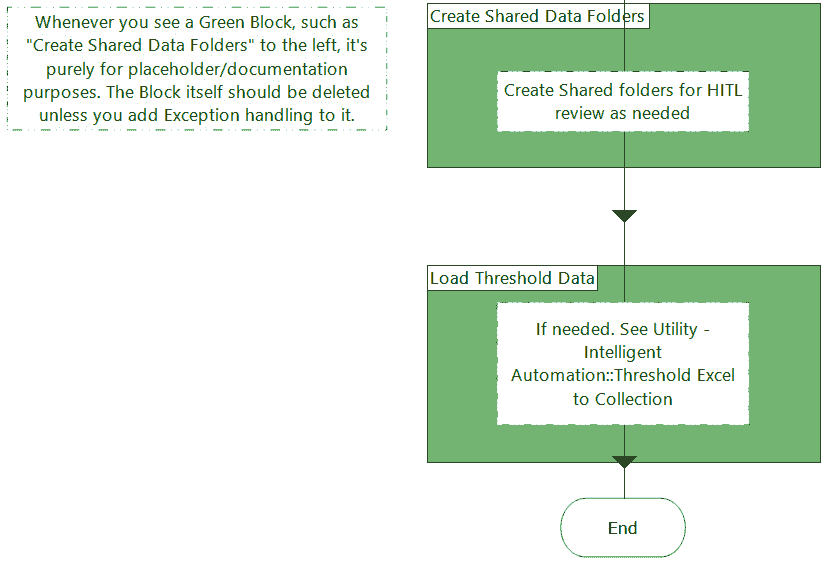 Whenever you see a Green Block, such as
"Create Shared Data Folders" to the left, it's
purely for placeholder/documentation
purposes. The Block itself should be deleted
unless you add Exception handling to it.
Create Shared Data Folders
Create Shared folders for HITL
review as needed
Load Threshold Data
If needed. See Utility -
Intelligent
Automation::Threshold Excel
to Collection
End